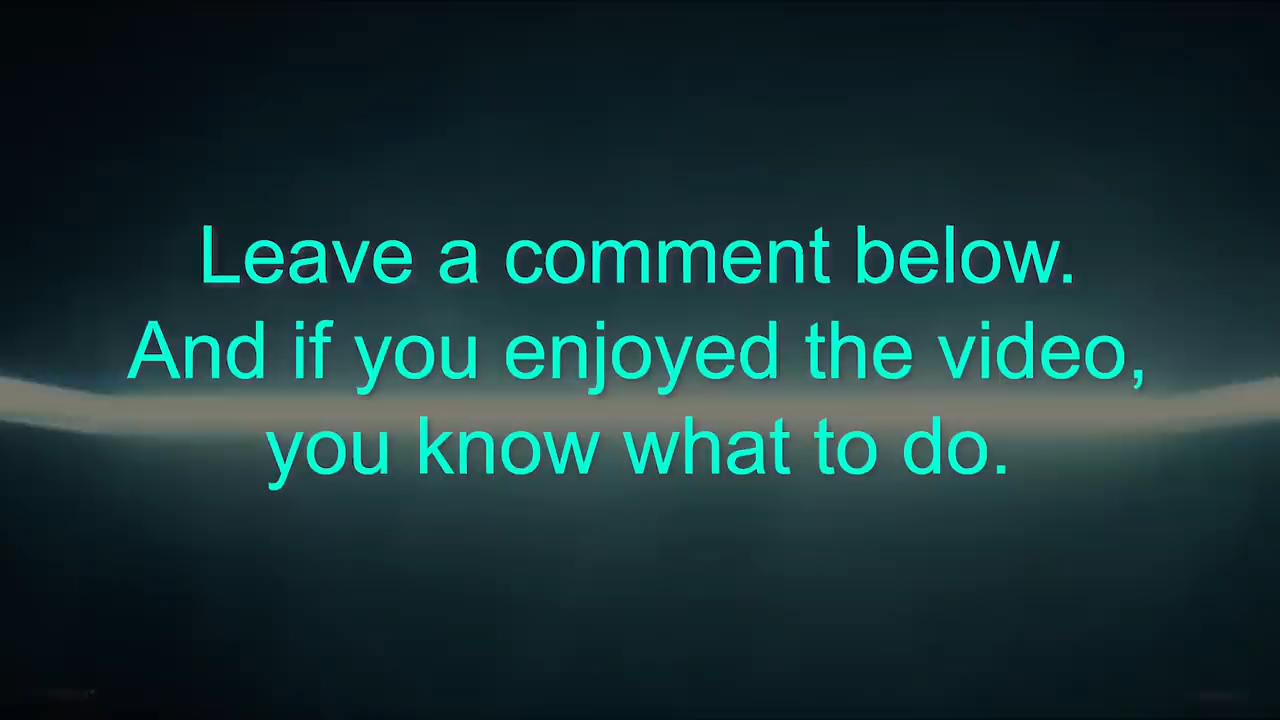 Leave a comment below.
And if you enjoyed the video,
you know what to do.